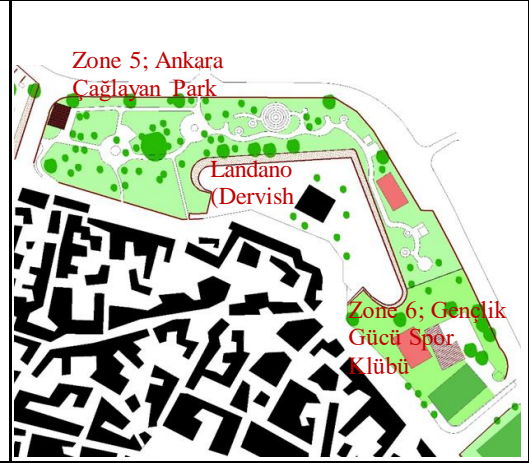 Zone 5; Ankara
Çağlayan Park
Landano
(Dervish
Zone 6; Gençlik
Gücü Spor
Klübü